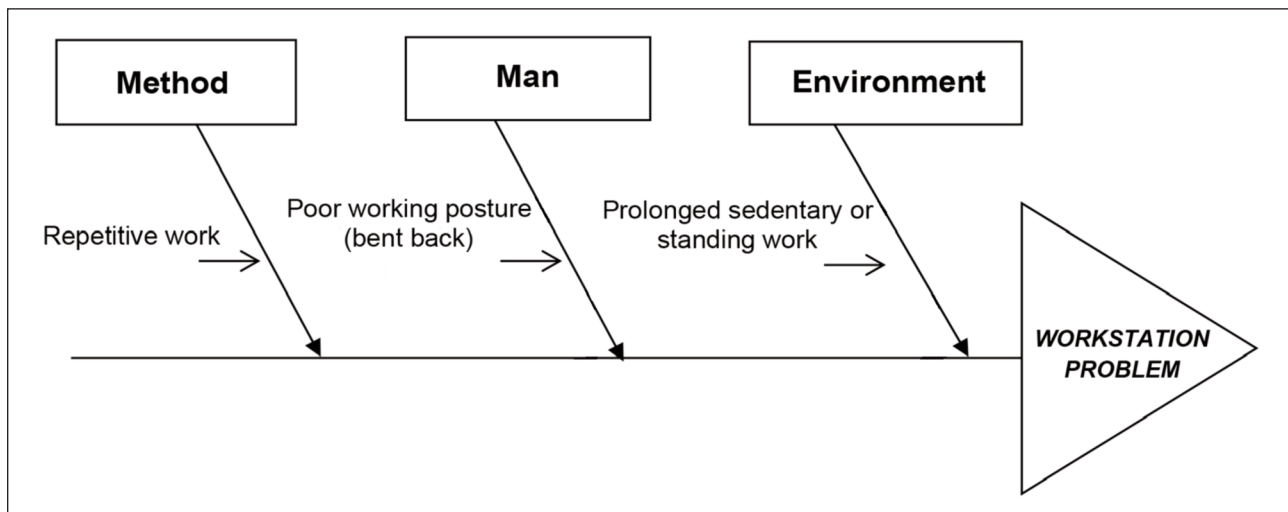 Method
Man
Environment
Repetitive work
Poor working posture
(bent back)
Prolonged sedentary or
standing work
WORKSTATION
PROBLEM